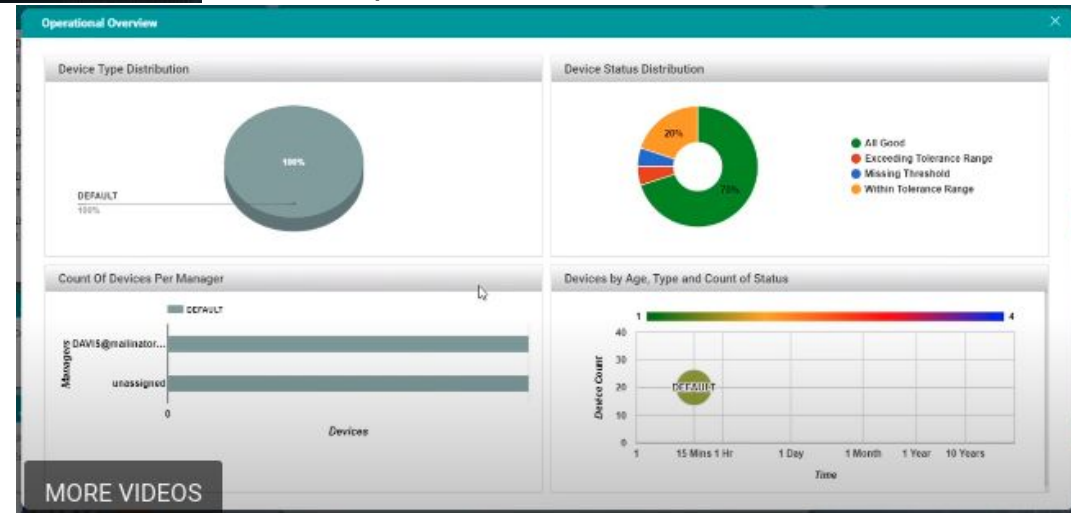 Operational Overview
Device Type Distribution
100%
DEFAULT
100%
Device Status Distribution
20%
70%
All Good
Exceeding Tolerance Range
Missing Threshold
Within Tolerance Range
Count Of Devices Per Manager
DEFAULT
Managers
DAVIS@mailinator...
unassigned
0
Devices
Devices by Age, Type and Count of Status
1
4
40
30
20
10
0
Device Count
DEFAULT
1
15 Mins
1 Hr
1 Day
1 Month
1 Year
10 Years
Time
MORE VIDEOS